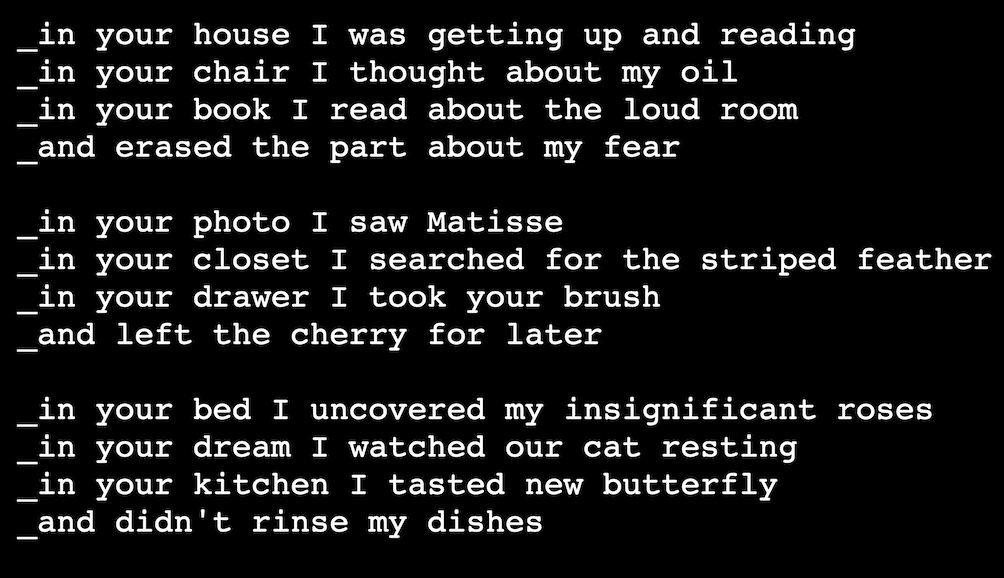 _in your house I was getting up and reading
_in your chair I thought about my oil
_in your book I read about the loud room
_and erased the part about my fear

_in your photo I saw Matisse
_in your closet I searched for the striped feather
_in your drawer I took your brush
_and left the cherry for later

_in your bed I uncovered my insignificant roses
_in your dream I watched our cat resting
_in your kitchen I tasted new butterfly
_and didn't rinse my dishes